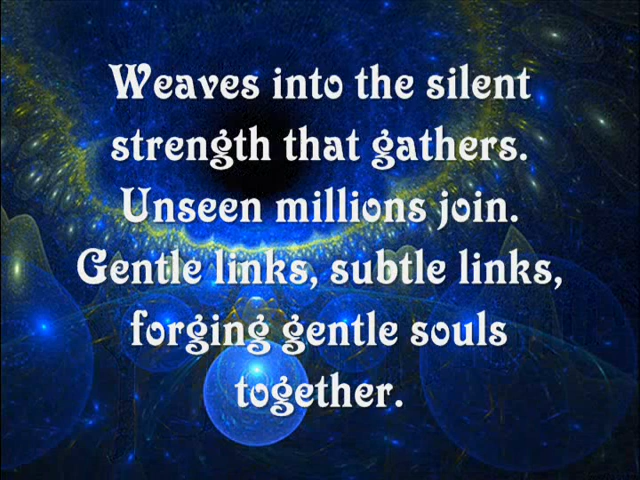 Weaves into the silent
strength that gathers.
Unseen millions join.
Gentle links, subtle links,
forging gentle souls
together.